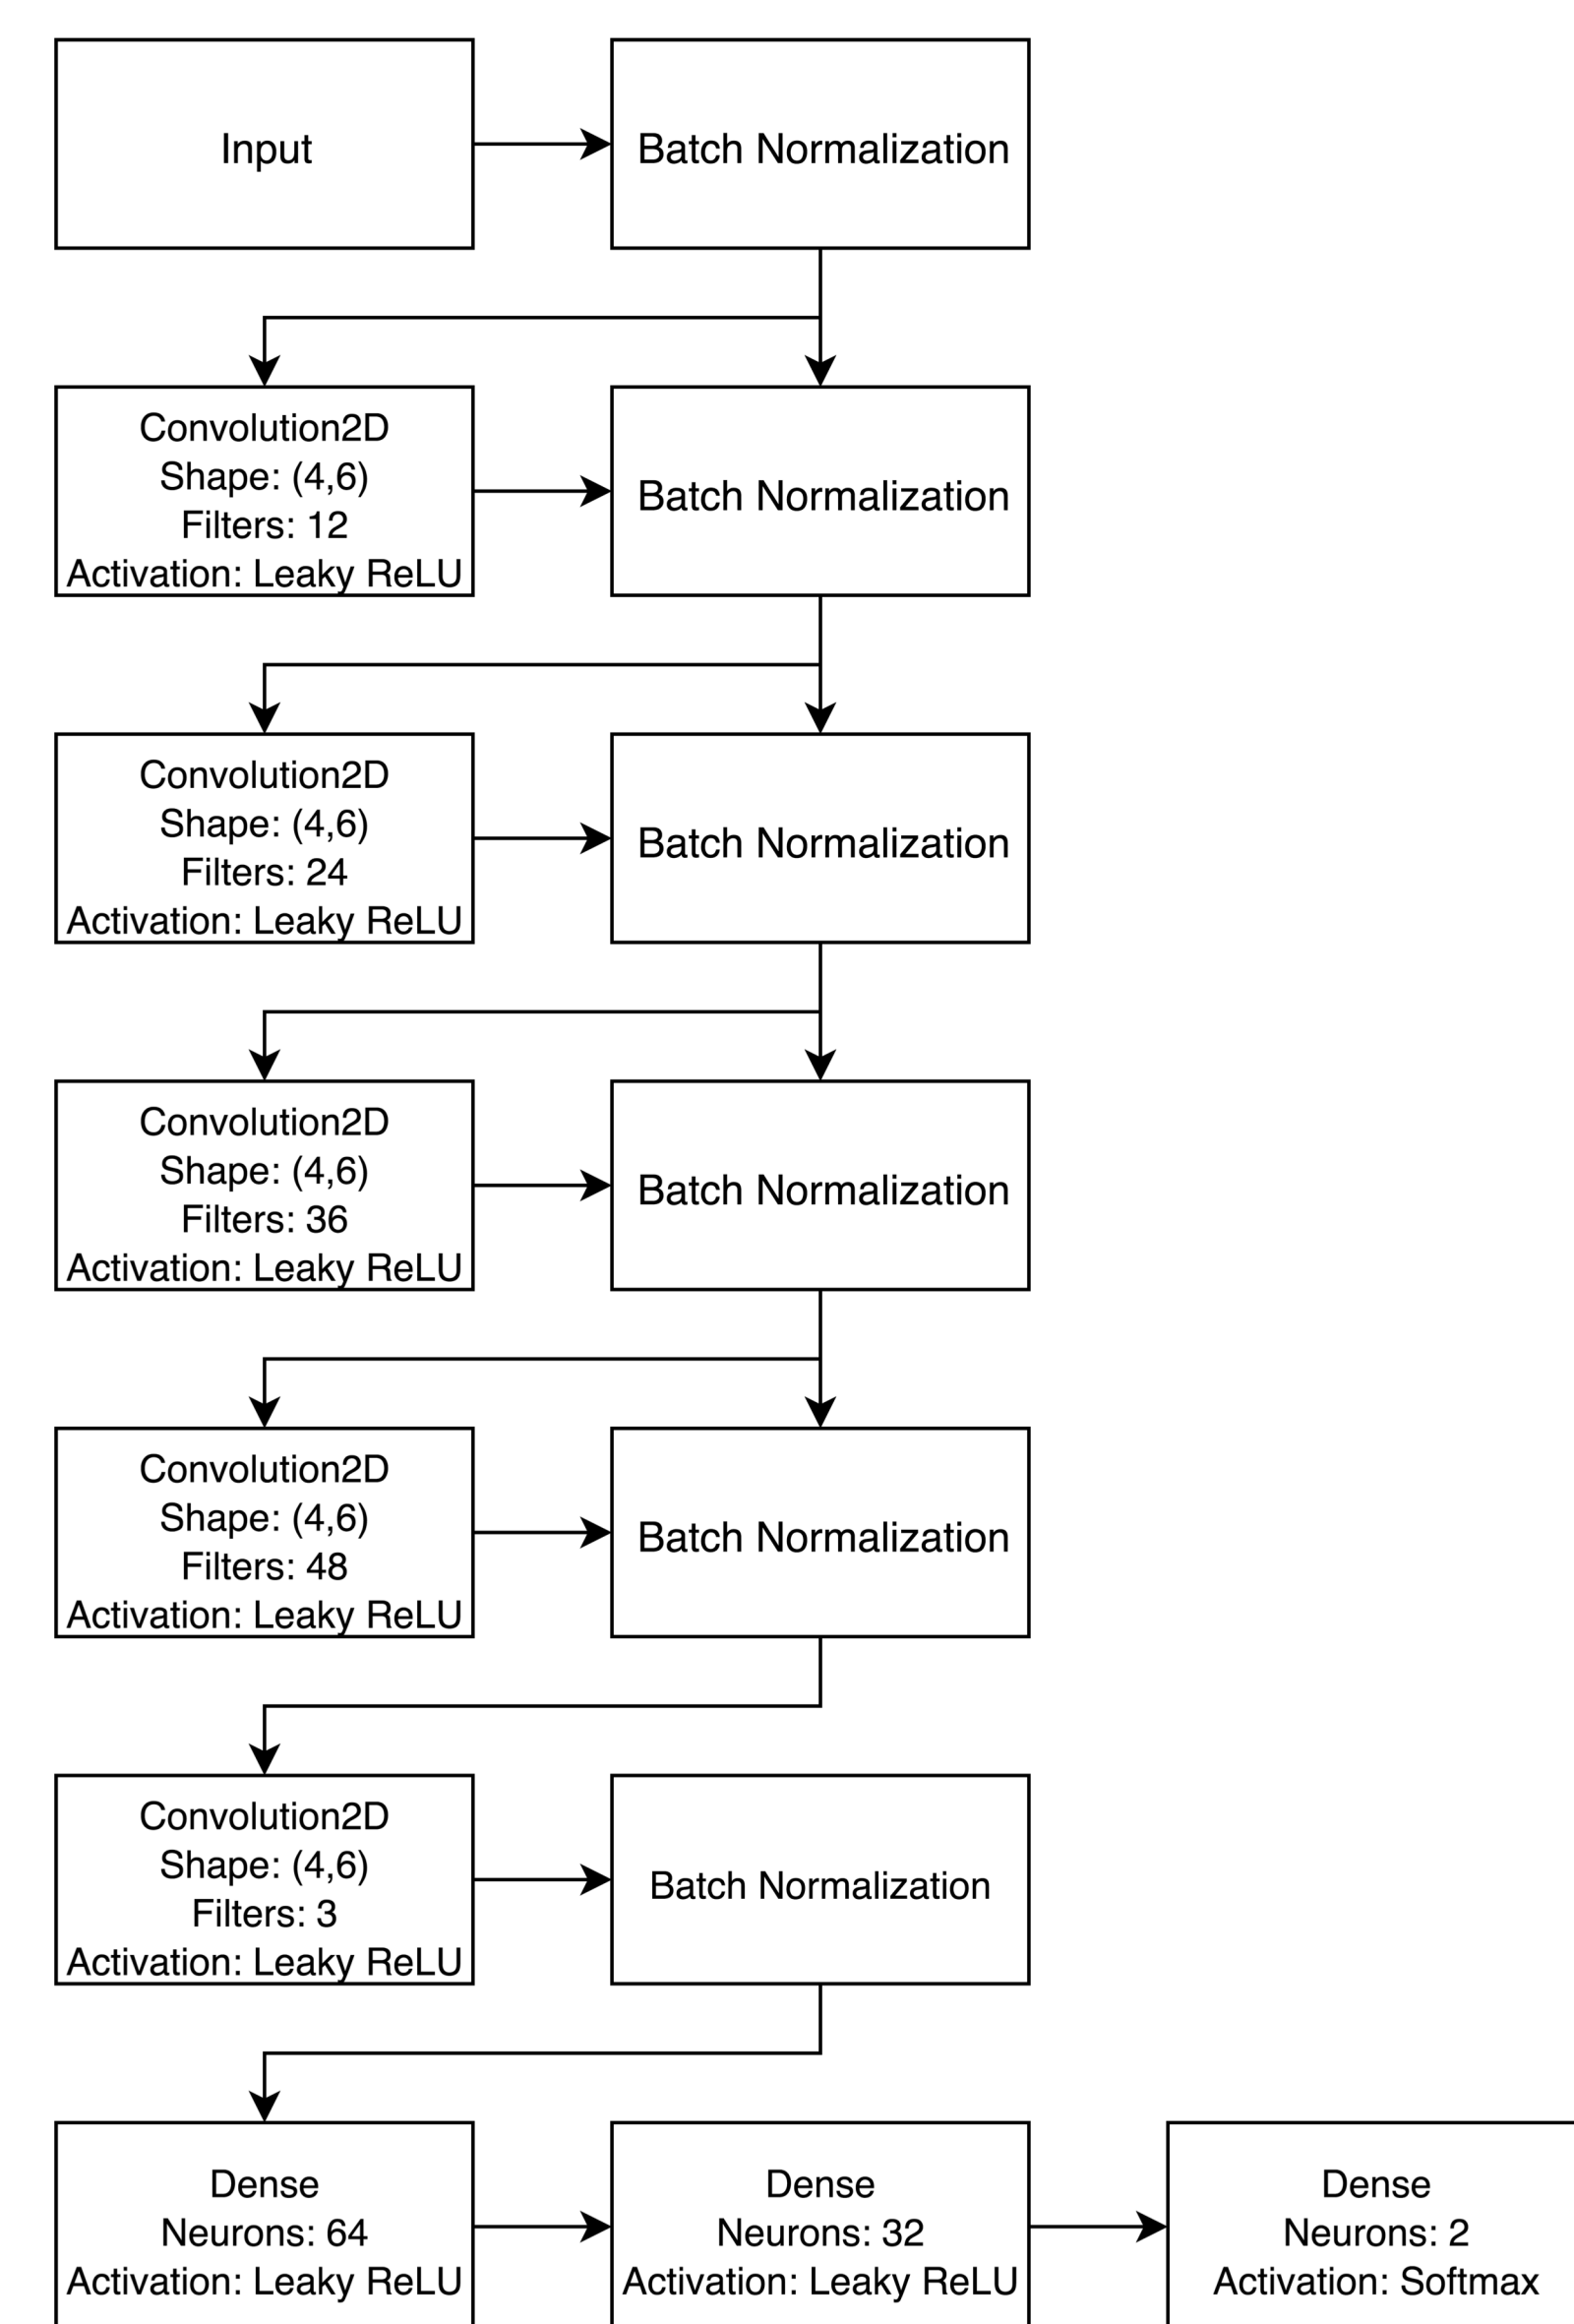 Input
Batch Normalization
Convolution2D
Shape: (4,6)
Filters: 12
Activation: Leaky ReLU
Batch Normalization
Convolution2D
Shape: (4,6)
Filters: 24
Activation: Leaky ReLU
Batch Normalization
Convolution2D
Shape: (4,6)
Filters: 36
Activation: Leaky ReLU
Batch Normalization
Convolution2D
Shape: (4,6)
Filters: 48
Activation: Leaky ReLU
Batch Normalization
Convolution2D
Shape: (4,6)
Filters: 3
Activation: Leaky ReLU
Batch Normalization
Dense
Neurons: 64
Activation: Leaky ReLU
Dense
Neurons: 32
Activation: Leaky ReLU
Dense
Neurons: 2
Activation: Softmax